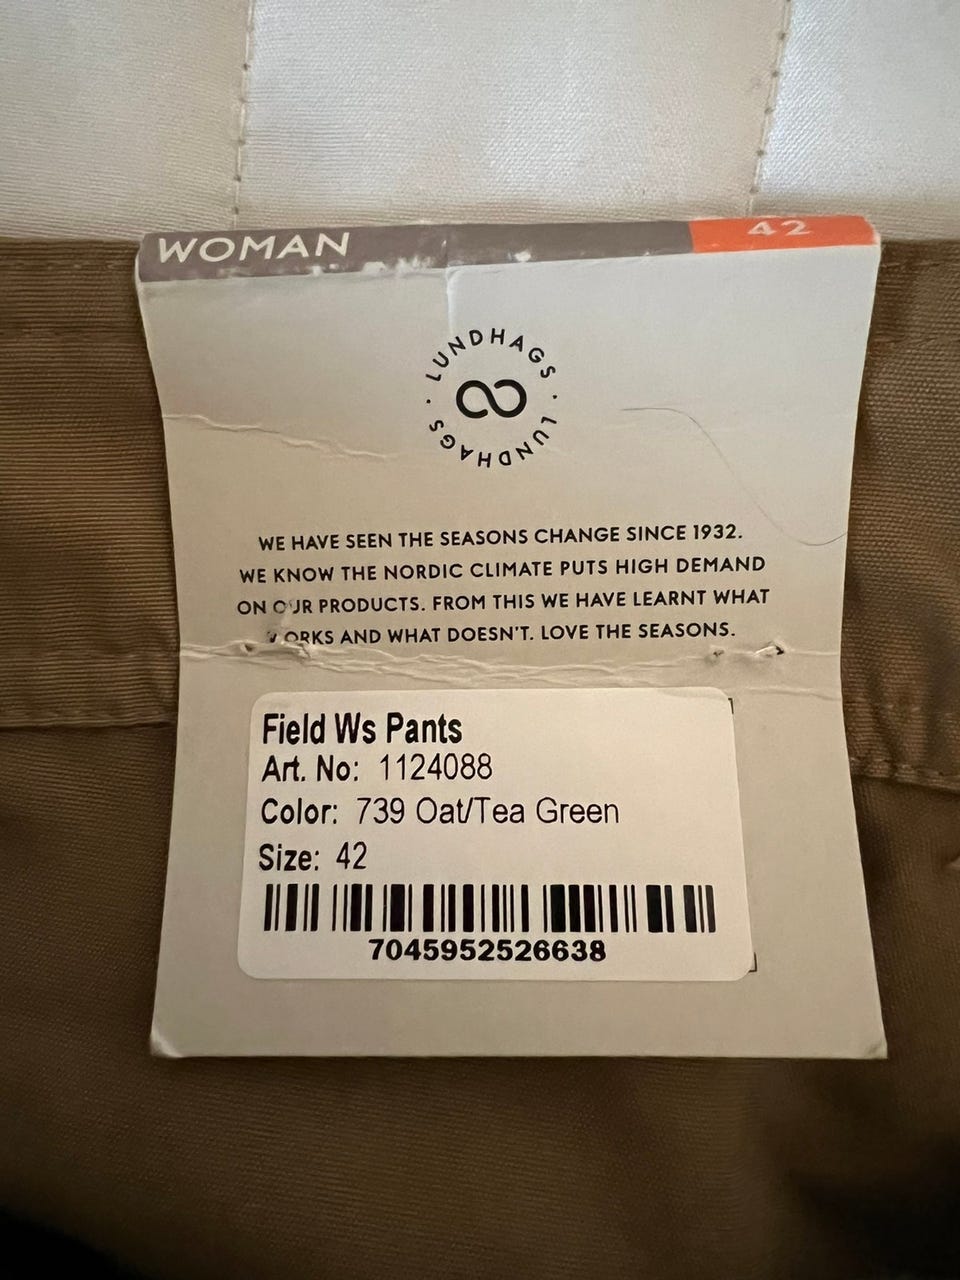 WOMAN 42
LUNDHAGS · LUNDHAGS ·
WE HAVE SEEN THE SEASONS CHANGE SINCE 1932.
WE KNOW THE NORDIC CLIMATE PUTS HIGH DEMAND
ON OUR PRODUCTS. FROM THIS WE HAVE LEARNT WHAT
WORKS AND WHAT DOESN'T. LOVE THE SEASONS.
Field Ws Pants
Art. No: 1124088
Color: 739 Oat/Tea Green
Size: 42
7045952526638